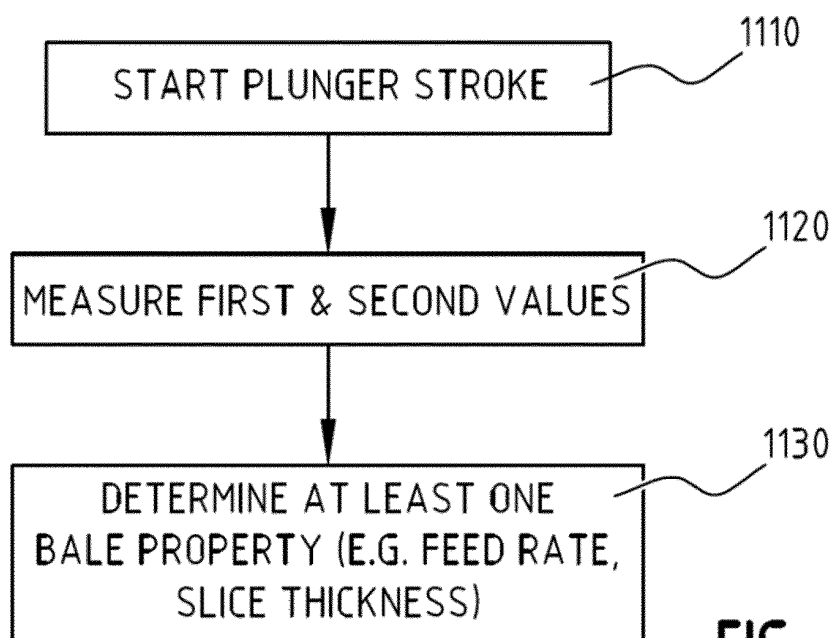 1110
START PLUNGER STROKE
1120
MEASURE FIRST & SECOND VALUES
1130
DETERMINE AT LEAST ONE
BALE PROPERTY (E.G. FEED RATE,
SLICE THICKNESS)
FIG